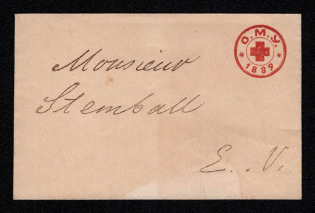 O.M.У.
1889
Monsieur
Stemball
E. V.